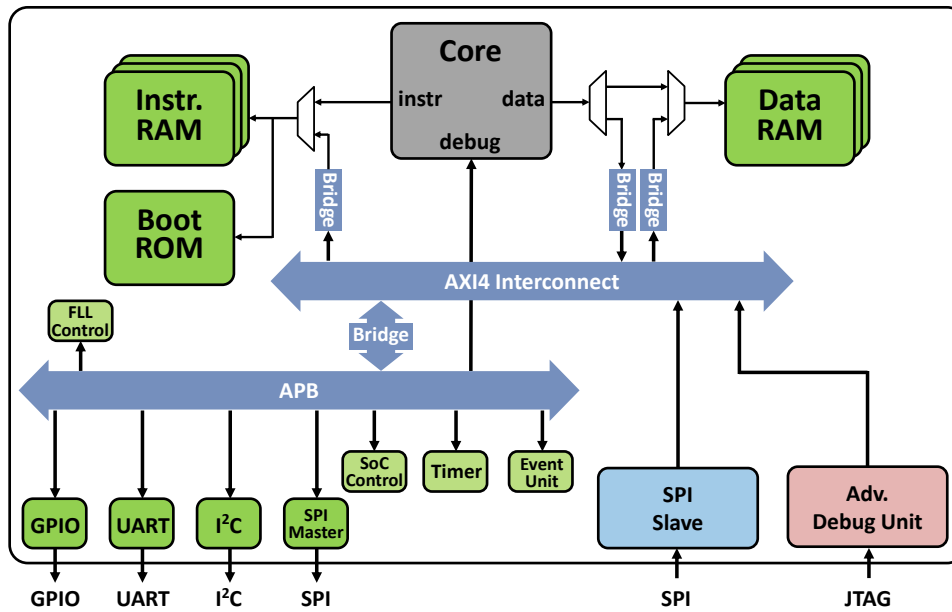 Core
instr
data
debug
Instr.
RAM
Data
RAM
Boot
ROM
Bridge
Bridge
Bridge
AXI4 Interconnect
FLL
Control
Bridge
APB
SoC
Control
Timer
Event
Unit
GPIO
UART
I²C
SPI
Master
SPI
Slave
Adv.
Debug Unit
GPIO
UART
I²C
SPI
SPI
JTAG